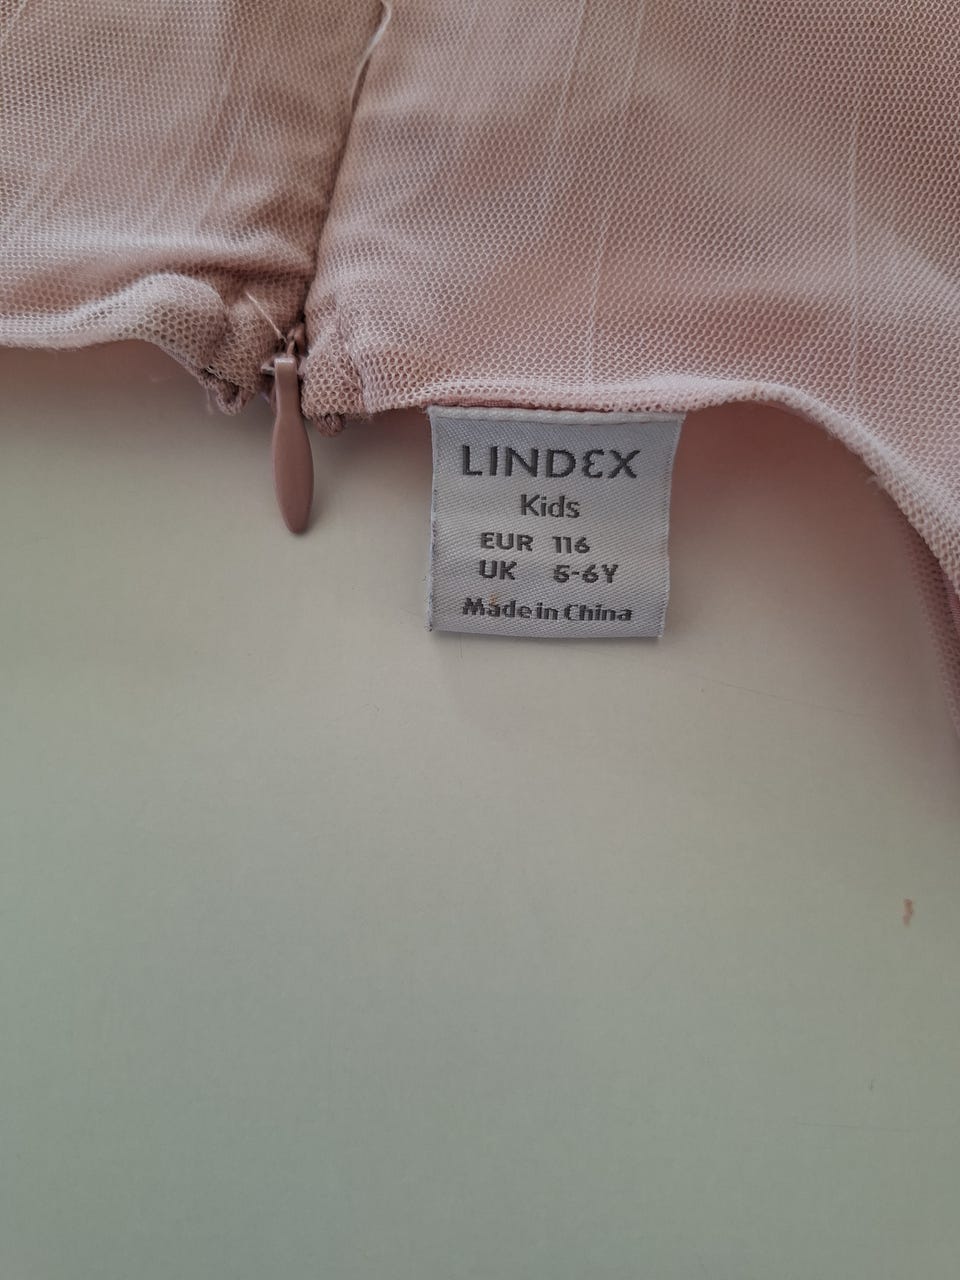 LINDEX
Kids
EUR 116
UK 5-6Y
Made in China